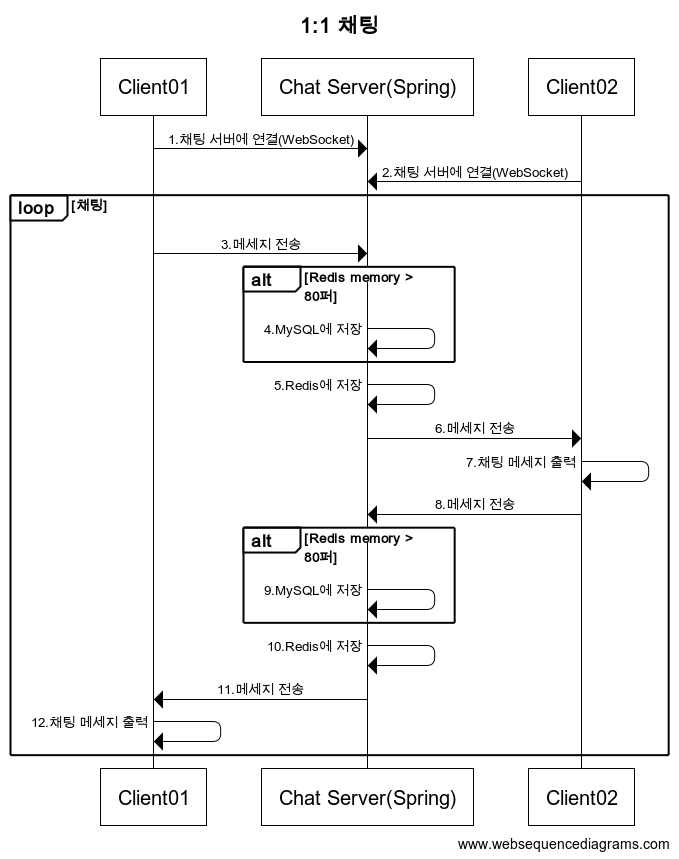 1:1 채팅
Client01
Chat Server(Spring)
Client02
1.채팅 서버에 연결(WebSocket)
2.채팅 서버에 연결(WebSocket)
loop
[채팅]
3.메세지 전송
alt
[Redis memory >
80퍼]
4.MySQL에 저장
5.Redis에 저장
6.메세지 전송
7.채팅 메세지 출력
8.메세지 전송
alt
[Redis memory >
80퍼]
9.MySQL에 저장
10.Redis에 저장
11.메세지 전송
12.채팅 메세지 출력
Client01
Chat Server(Spring)
Client02
www.websequencediagrams.com